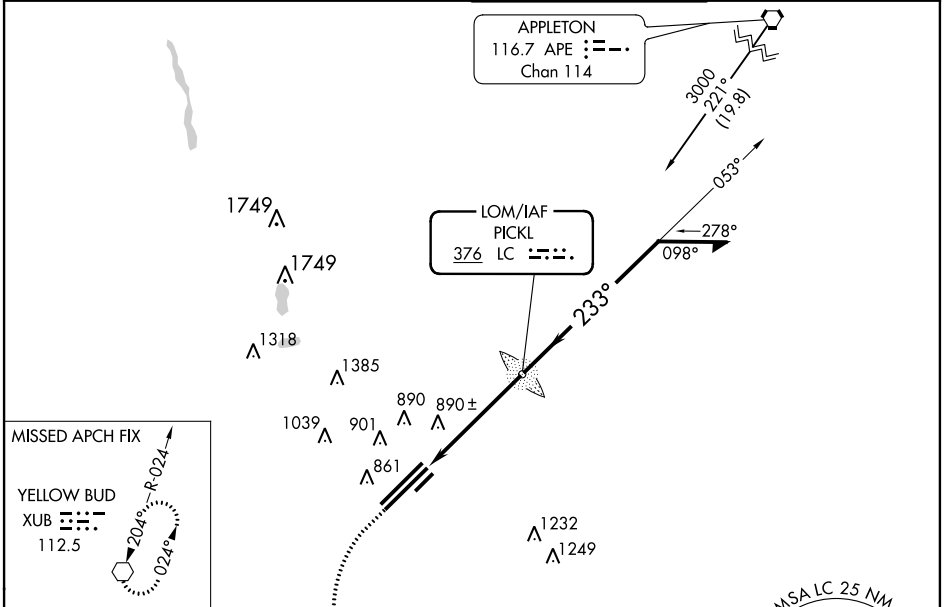 APPLETON
116.7 APE
Chan 114
3000
221°
(19.8)
053°
1749
LOM/IAF
PICKL
376 LC
278°
098°
1749
233°
1318
1385
890
890±
1039
901
861
MISSED APCH FIX
R-024
YELLOW BUD
XUB
112.5
204°
024°
1232
1249
MSA LC 25 NM